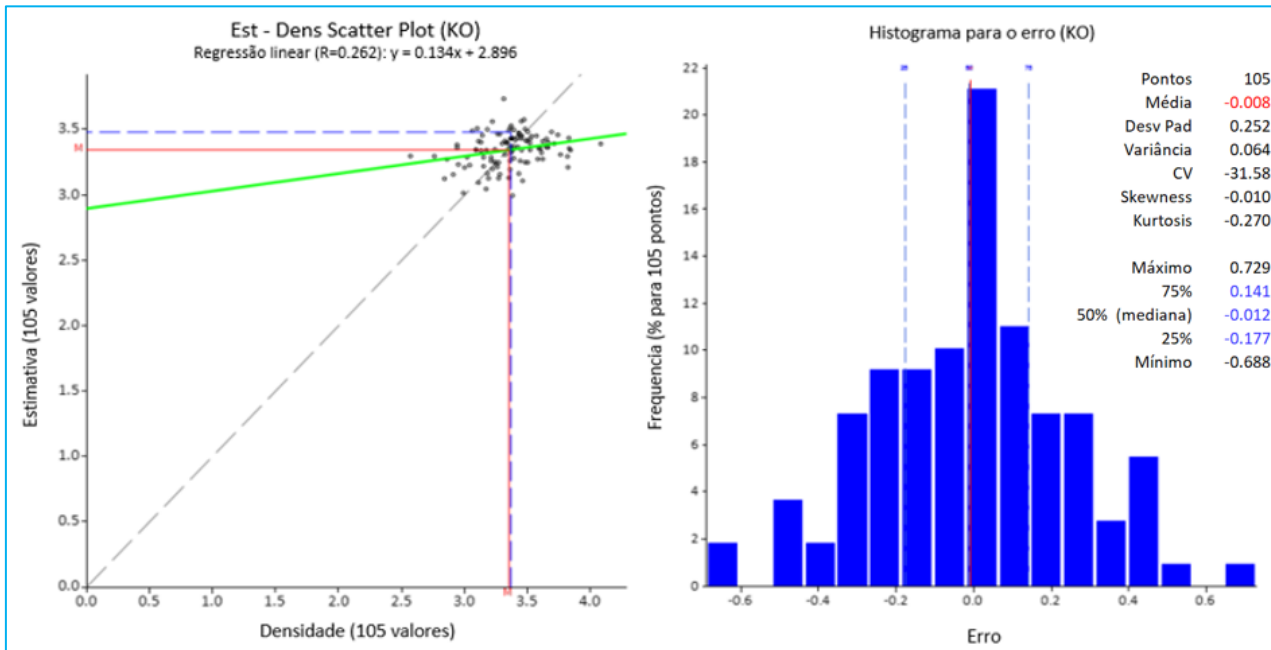 Est - Dens Scatter Plot (KO)
Regressão linear (R=0.262): y = 0.134x + 2.896
Estimativa (105 valores)
3.5
3.0
2.5
2.0
1.5
1.0
0.5
0.0
M
0.0 0.5 1.0 1.5 2.0 2.5 3.0 3.5 4.0
M
Densidade (105 valores)
Histograma para o erro (KO)
25 50 75
Frequencia (% para 105 pontos)
22
20
18
16
14
12
10
8
6
4
2
0
-0.6 -0.4 -0.2 0.0 0.2 0.4 0.6
Erro
Pontos 105
Média -0.008
Desv Pad 0.252
Variância 0.064
CV -31.58
Skewness -0.010
Kurtosis -0.270
Máximo 0.729
75% 0.141
50% (mediana) -0.012
25% -0.177
Mínimo -0.688